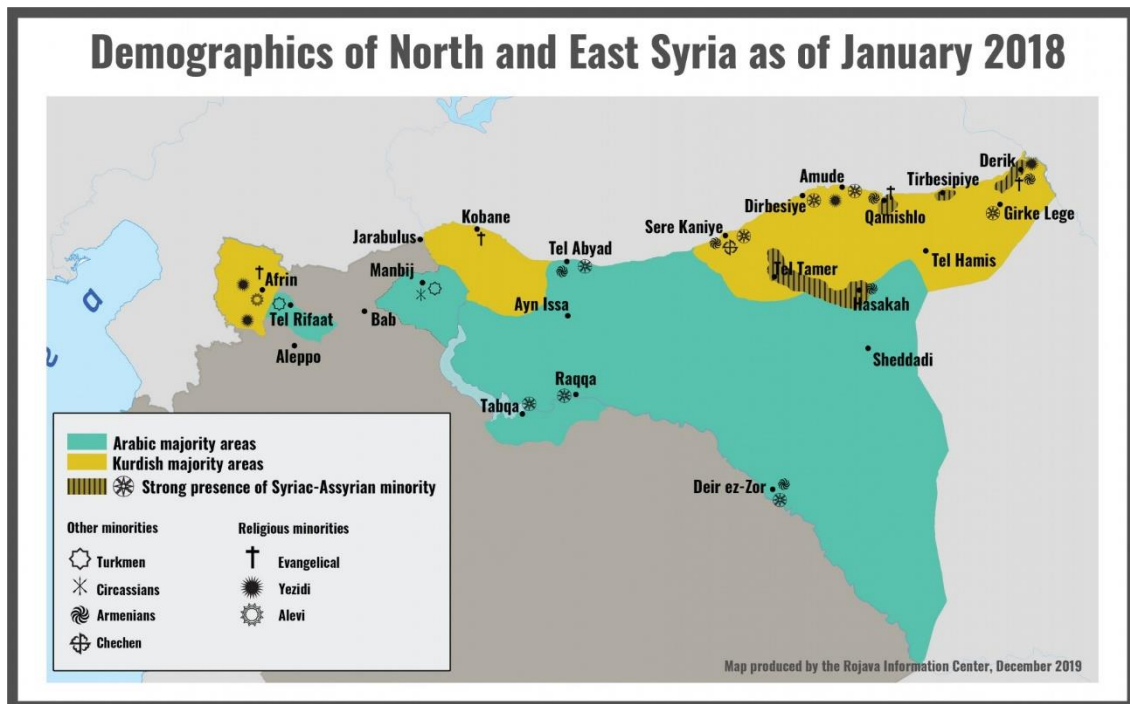 Demographics of North and East Syria as of January 2018
Derik
Amude
Tirbesipiye
Dirbesiye
Qamishlo
Girke Lege
Kobane
Sere Kaniye
Jarabulus
Tel Abyad
Manbij
Tel Hamis
Tel Tamer
Afrin
Hasakah
Ayn Issa
Tel Rifaat
Bab
Aleppo
Sheddadi
Raqqa
Tabqa
Deir ez-Zor
a
Arabic majority areas
Kurdish majority areas
Strong presence of Syriac-Assyrian minority
Other minorities
Turkmen
Circassians
Armenians
Chechen
Religious minorities
Evangelical
Yezidi
Alevi
Map produced by the Rojava Information Center, December 2019